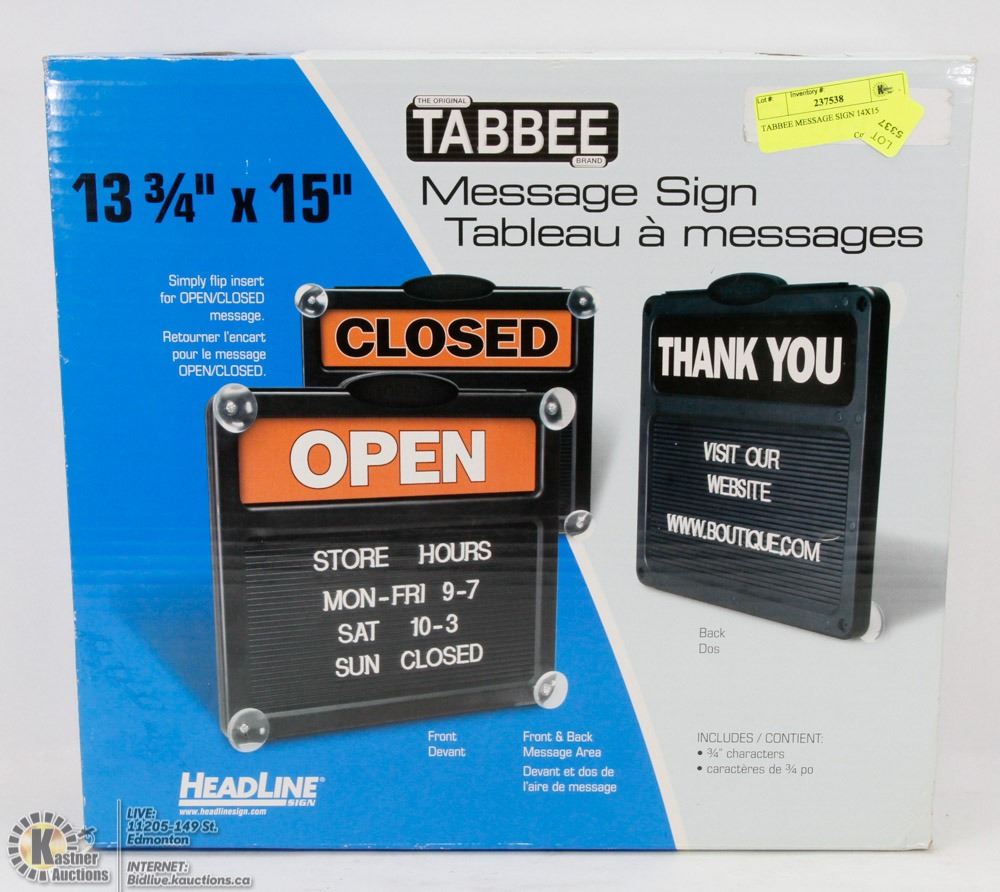 THE ORIGINAL
TABBEE
BRAND
Lot #: Inventory #:
237538
TABBEE MESSAGE SIGN 14X15
LOT
5337
13 ¾" x 15"
Message Sign
Tableau à messages
Simply flip insert
for OPEN/CLOSED
message.
Retourner l'encart
pour le message
OPEN/CLOSED.
CLOSED
OPEN
STORE HOURS
MON-FRI 9-7
SAT 10-3
SUN CLOSED
THANK YOU
VISIT OUR
WEBSITE
WWW.BOUTIQUE.COM
Back
Dos
Front
Devant
Front & Back
Message Area
Devant et dos de
l'aire de message
INCLUDES / CONTIENT:
• ¾" characters
• caractères de ¾ po
HEADLINE®
SIGN
www.headlinesign.com
Kastner
Auctions
LIVE:
11205-149 St.
Edmonton
INTERNET:
Bidlive.kauctions.ca